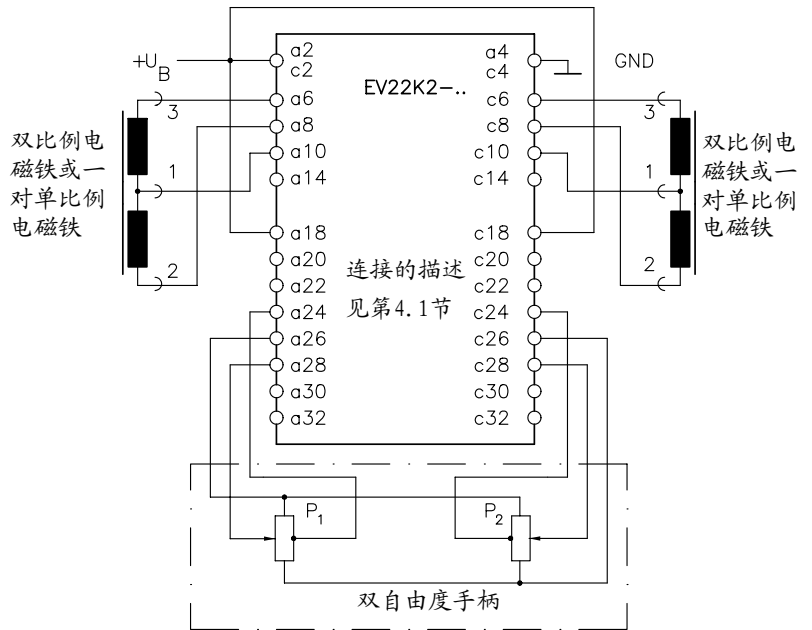 +U_B
a2
c2
a4
c4
GND
EV22K2-..
a6
a8
a10
a14
a18
a20
a22
a24
a26
a28
a30
a32
c6
c8
c10
c14
c18
c20
c22
c24
c26
c28
c30
c32
3
1
2
双比例电
磁铁或一
对单比例
电磁铁
3
1
2
双比例电
磁铁或一
对单比例
电磁铁
连接的描述
见第4.1节
P_1
P_2
双自由度手柄